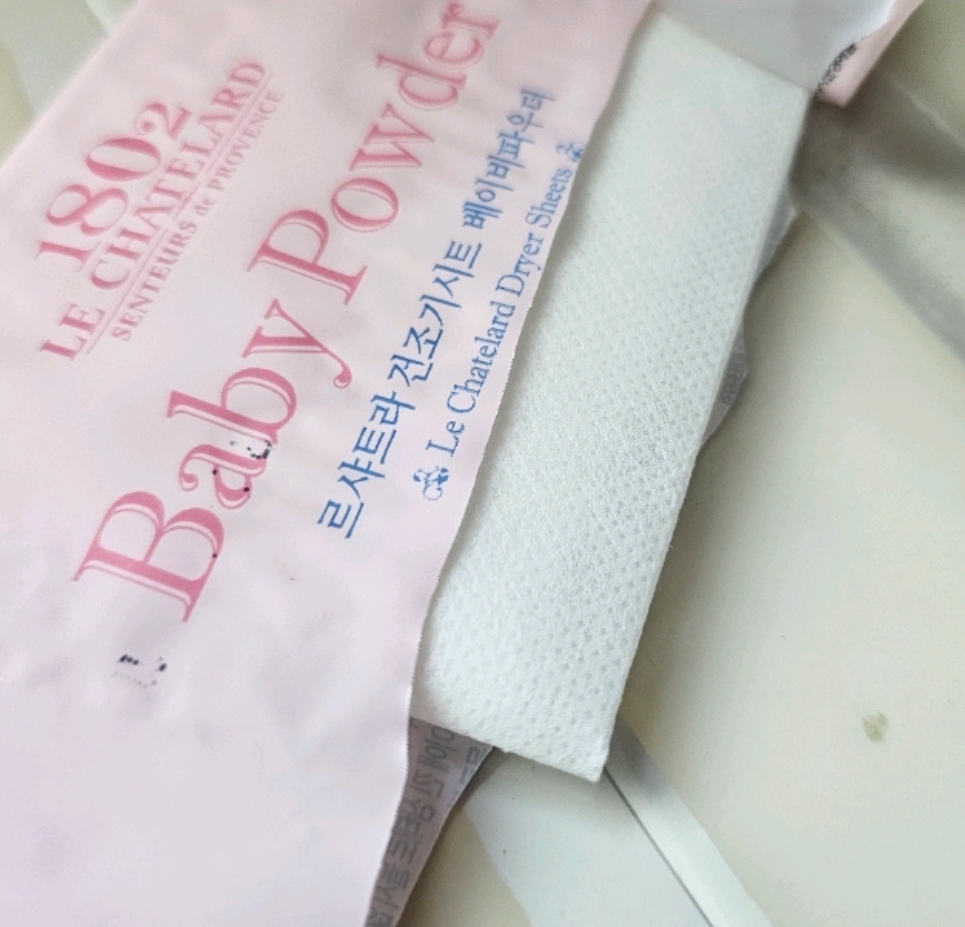 1802
LE CHATELARD
SENTEURS de PROVENCE
Baby Powder
르샤트라 건조기시트 베이비파우더
Le Chatelard Dryer Sheets